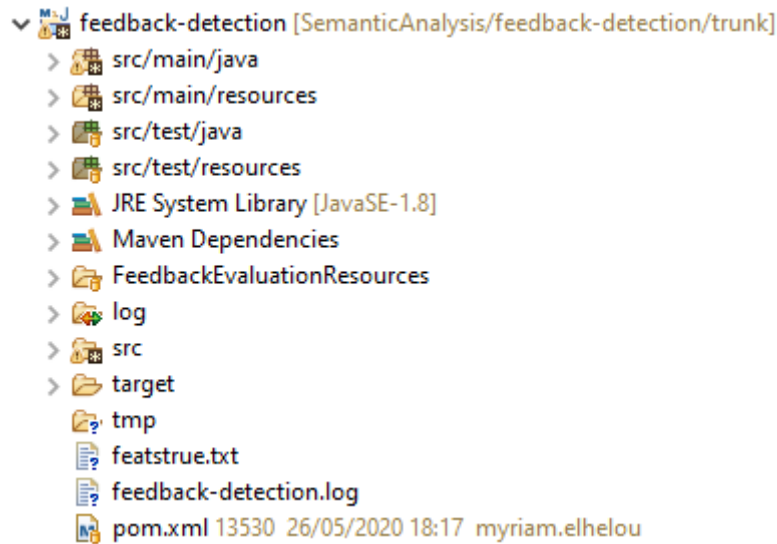 feedback-detection [SemanticAnalysis/feedback-detection/trunk]
src/main/java
src/main/resources
src/test/java
src/test/resources
JRE System Library [JavaSE-1.8]
Maven Dependencies
FeedbackEvaluationResources
log
src
target
tmp
featstrue.txt
feedback-detection.log
pom.xml 13530 26/05/2020 18:17 myriam.elhelou